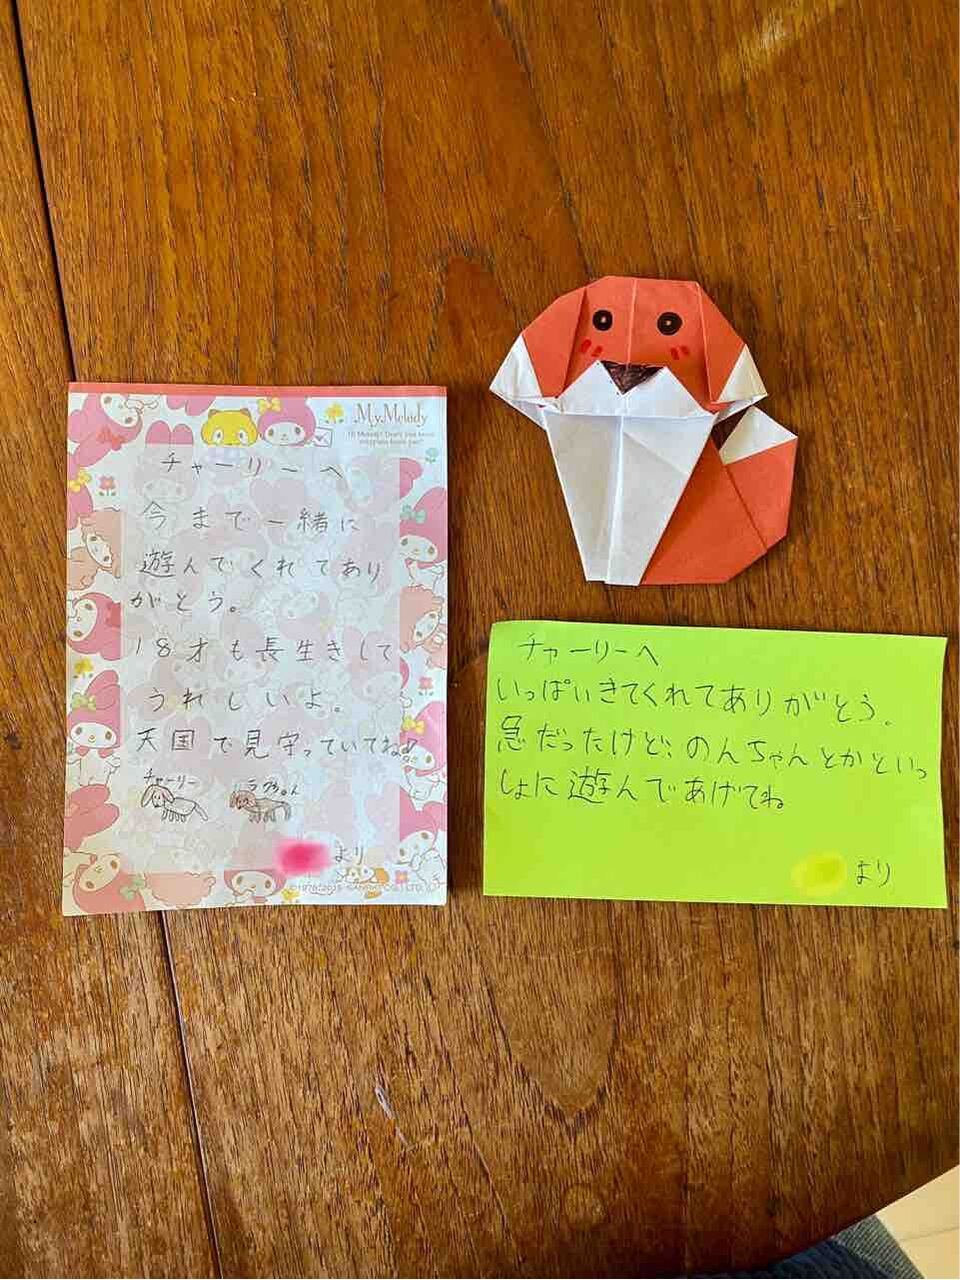 My Melody
チャーリーへ
今まで一緒に
遊んでくれてあり
がとう。
18才も長生きして
うれしいよ。
天国で見守っていてね♪
チャーリー
より
チャーリーへ
いっぱいきてくれてありがとう。
急だったけど、のんちゃんとかといっ
しょに遊んであげてね
より